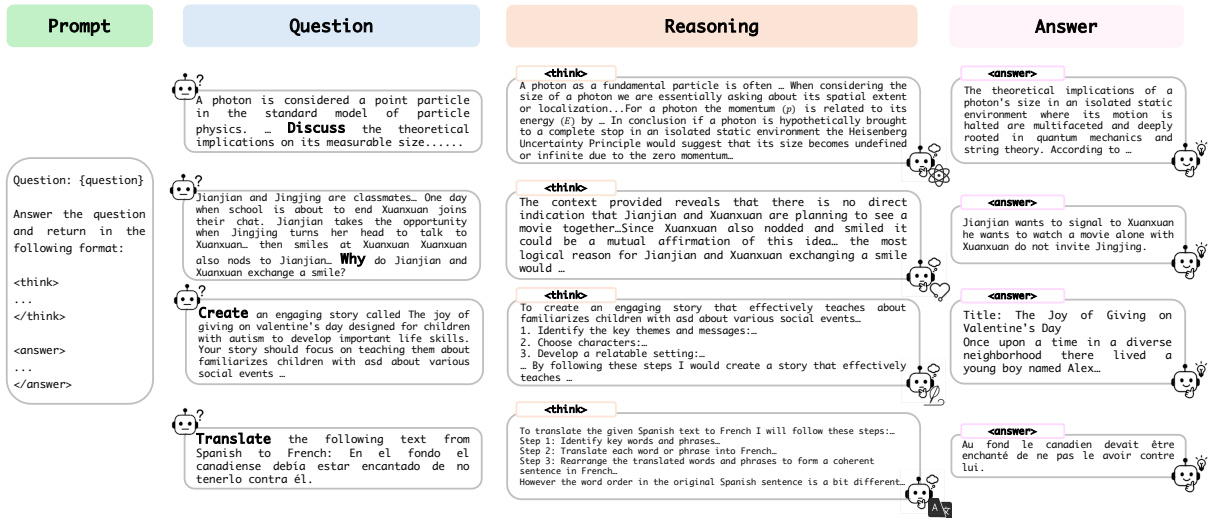 Prompt
Question
Reasoning
Answer
Question: {question}
Answer the question
and return in the
following format:
<think>
...
</think>
<answer>
...
</answer>
?
A photon is considered a point particle
in the standard model of particle
physics. … Discuss the theoretical
implications on its measurable size......
<think>
A photon as a fundamental particle is often … When considering the
size of a photon we are essentially asking about its spatial extent
or localization...For a photon the momentum (p) is related to its
energy (E) by … In conclusion if a photon is hypothetically brought
to a complete stop in an isolated static environment the Heisenberg
Uncertainty Principle would suggest that its size becomes undefined
or infinite due to the zero momentum…
<answer>
The theoretical implications of a
photon's size in an isolated static
environment where its motion is
halted are multifaceted and deeply
rooted in quantum mechanics and
string theory. According to …
?
Jianjian and Jingjing are classmates… One day
when school is about to end Xuanxuan joins
their chat. Jianjian takes the opportunity
when Jingjing turns her head to talk to
Xuanxuan… then smiles at Xuanxuan Xuanxuan
also nods to Jianjian… Why do Jianjian and
Xuanxuan exchange a smile?
<think>
The context provided reveals that there is no direct
indication that Jianjian and Xuanxuan are planning to see a
movie together…Since Xuanxuan also nodded and smiled it
could be a mutual affirmation of this idea… the most
logical reason for Jianjian and Xuanxuan exchanging a smile
would …
<answer>
Jianjian wants to signal to Xuanxuan
he wants to watch a movie alone with
Xuanxuan do not invite Jingjing.
?
Create an engaging story called The joy of
giving on valentine's day designed for children
with autism to develop important life skills.
Your story should focus on teaching them about
familiarizes children with asd about various
social events …
<think>
To create an engaging story that effectively teaches about
familiarizes children with asd about various social events…
1. Identify the key themes and messages:…
2. Choose characters:…
3. Develop a relatable setting:…
… By following these steps I would create a story that effectively
teaches …
<answer>
Title: The Joy of Giving on
Valentine's Day
Once upon a time in a diverse
neighborhood there lived a
young boy named Alex…
?
Translate the following text from
Spanish to French: En el fondo el
canadiense debía estar encantado de no
tenerlo contra él.
<think>
To translate the given Spanish text to French I will follow these steps:…
Step 1: Identify key words and phrases…
Step 2: Translate each word or phrase into French…
Step 3: Rearrange the translated words and phrases to form a coherent
sentence in French…
However the word order in the original Spanish sentence is a bit different…
A 文
<answer>
Au fond le canadien devait être
enchanté de ne pas le avoir contre
lui.